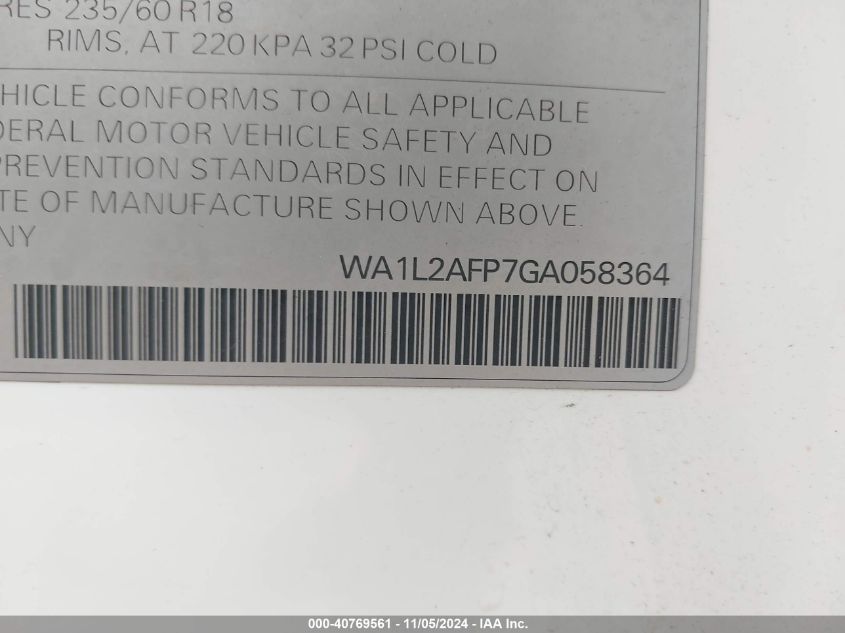 RES 235/60 R18
RIMS, AT 220 KPA 32 PSI COLD
HICLE CONFORMS TO ALL APPLICABLE
DERAL MOTOR VEHICLE SAFETY AND
PREVENTION STANDARDS IN EFFECT ON
TE OF MANUFACTURE SHOWN ABOVE.
NY
WA1L2AFP7GA058364
000-40769561 - 11/05/2024 - IAA Inc.